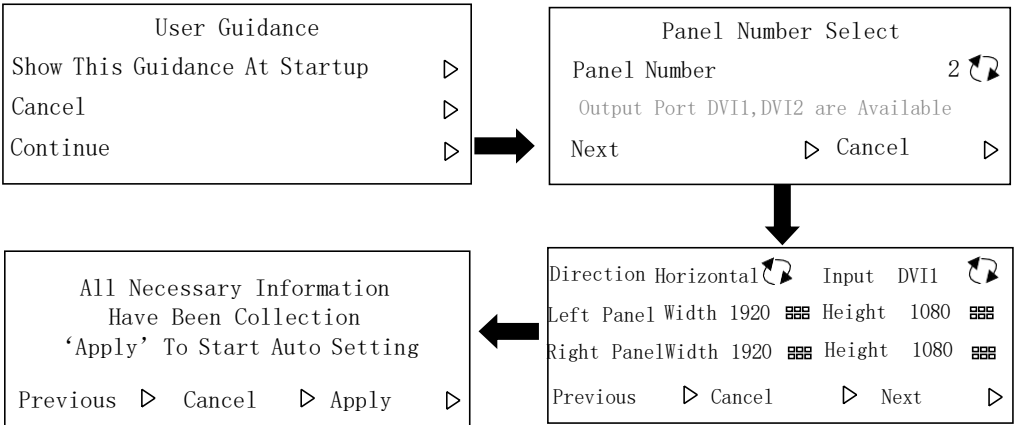 User Guidance
Show This Guidance At Startup
Cancel
Continue
Panel Number Select
Panel Number 2
Output Port DVI1,DVI2 are Available
Next Cancel
Direction Horizontal Input DVI1
Left Panel Width 1920 Height 1080
Right PanelWidth 1920 Height 1080
Previous Cancel Next
All Necessary Information
Have Been Collection
‘Apply’ To Start Auto Setting
Previous Cancel Apply